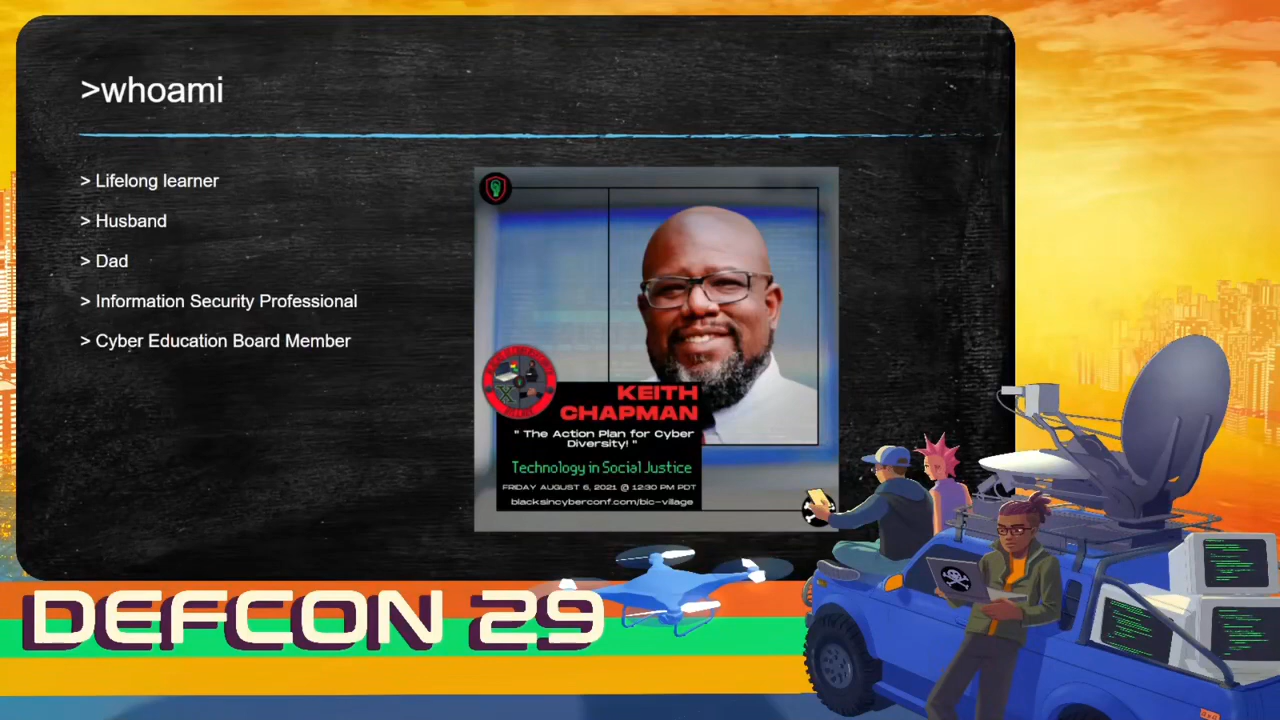 >whoami
> Lifelong learner
> Husband
> Dad
> Information Security Professional
> Cyber Education Board Member
KEITH
CHAPMAN
" The Action Plan for Cyber
Diversity! "
Technology in Social Justice
FRIDAY AUGUST 6, 2021 @ 12:30 PM PDT
blacksincyberconf.com/bic-village
DEFCON 29